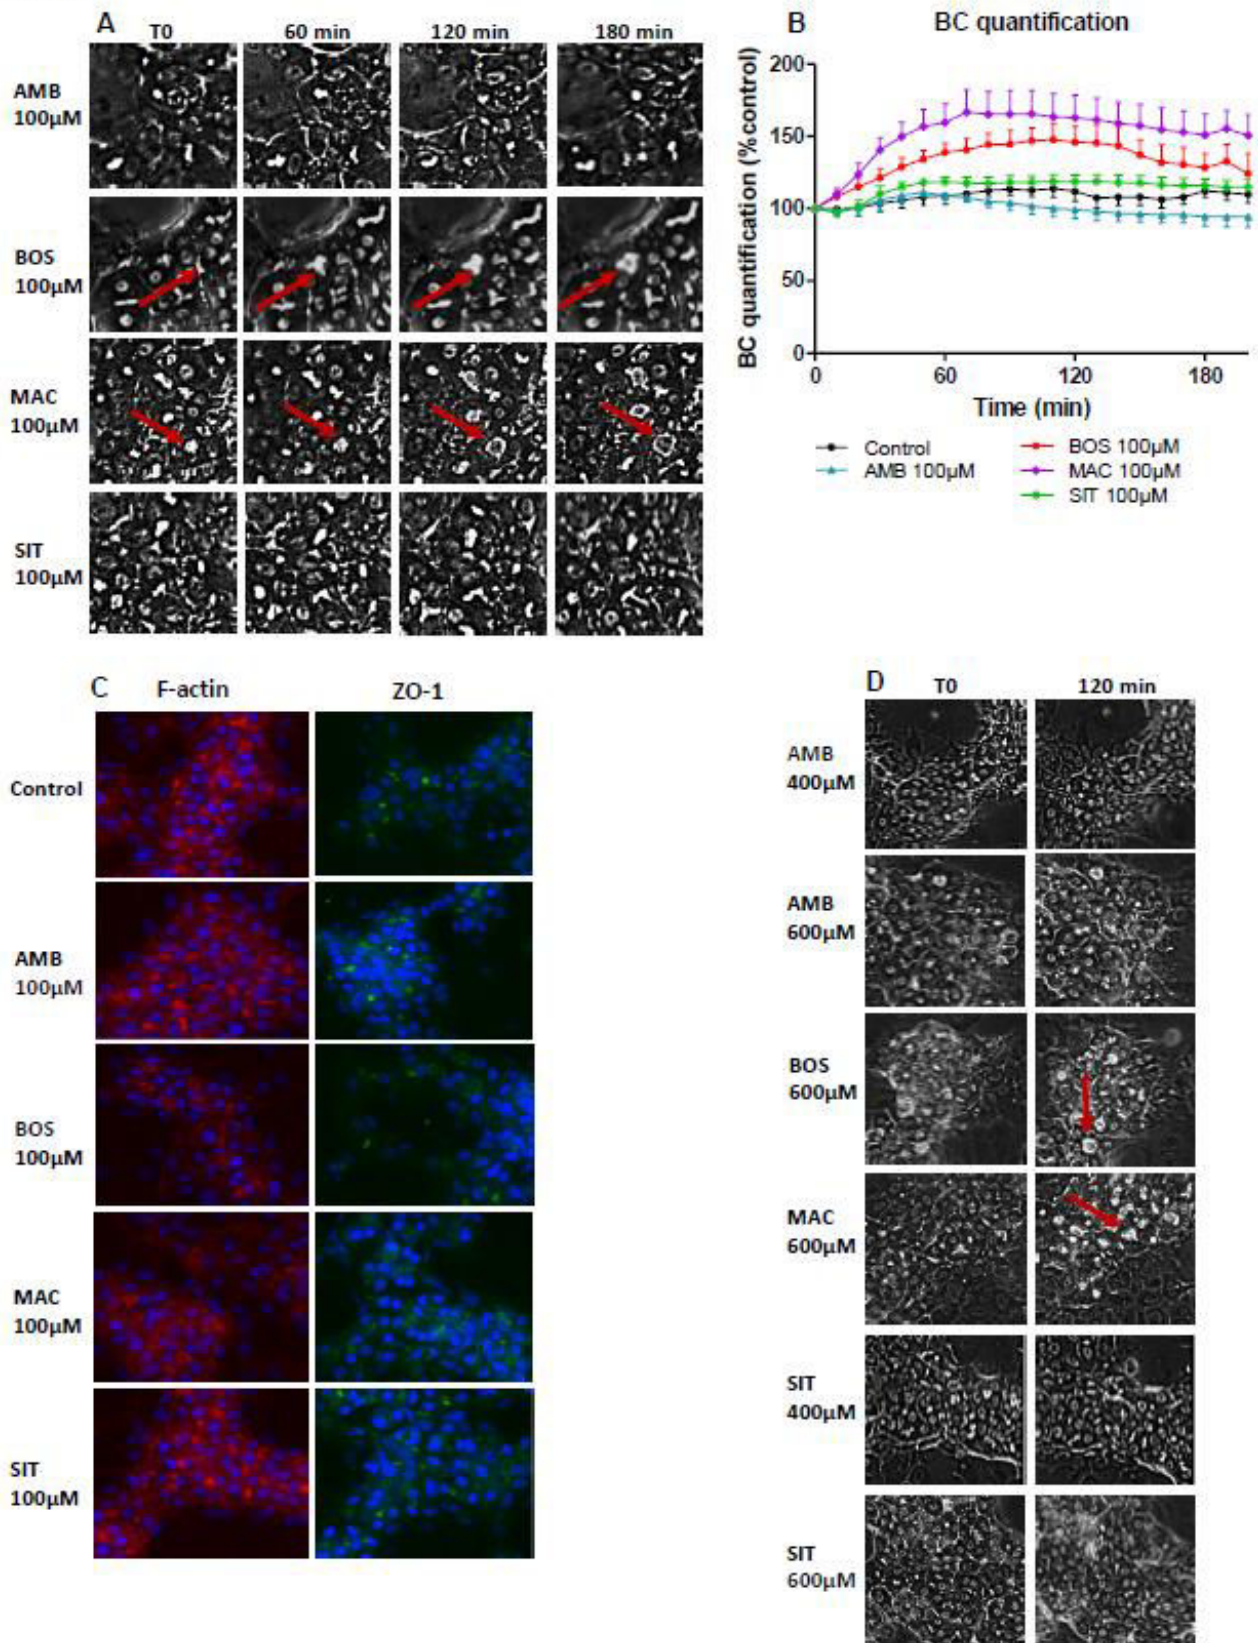 A
T0
60 min
120 min
180 min
AMB
100µM
BOS
100µM
MAC
100µM
SIT
100µM
B
BC quantification
BC quantification (%control)
200
150
100
50
0
0
60
120
180
Time (min)
Control
AMB 100µM
BOS 100µM
MAC 100µM
SIT 100µM
C
F-actin
ZO-1
Control
AMB
100µM
BOS
100µM
MAC
100µM
SIT
100µM
D
T0
120 min
AMB
400µM
AMB
600µM
BOS
600µM
MAC
600µM
SIT
400µM
SIT
600µM